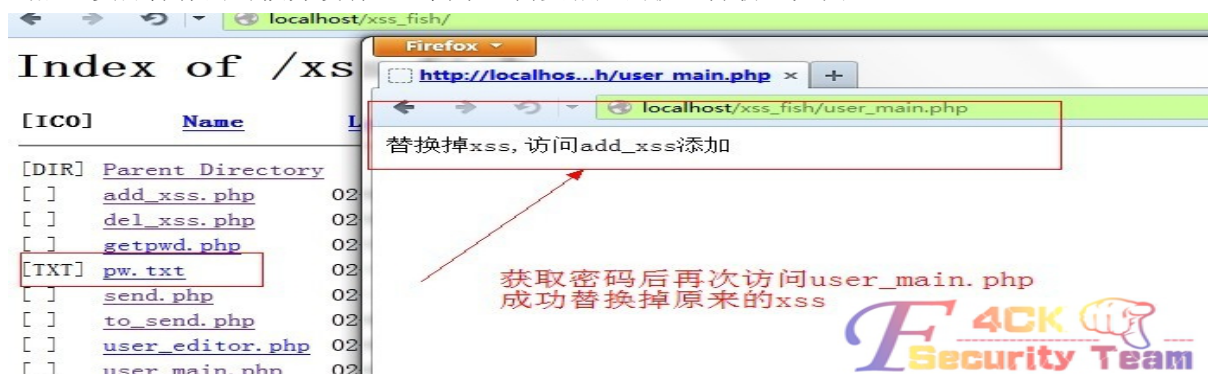 localhost/xss_fish/
Index of /xs
[ICO] Name L
[DIR] Parent Directory
[ ] add_xss.php 02
[ ] del_xss.php 02
[ ] getpwd.php 02
[TXT] pw.txt 02
[ ] send.php 02
[ ] to_send.php 02
[ ] user_editor.php 02
[ ] user_main.php 02
Firefox
http://localhos...h/user_main.php × +
localhost/xss_fish/user_main.php
替换掉xss,访问add_xss添加
获取密码后再次访问user_main.php
成功替换掉原来的xss
F4CK
Security Team